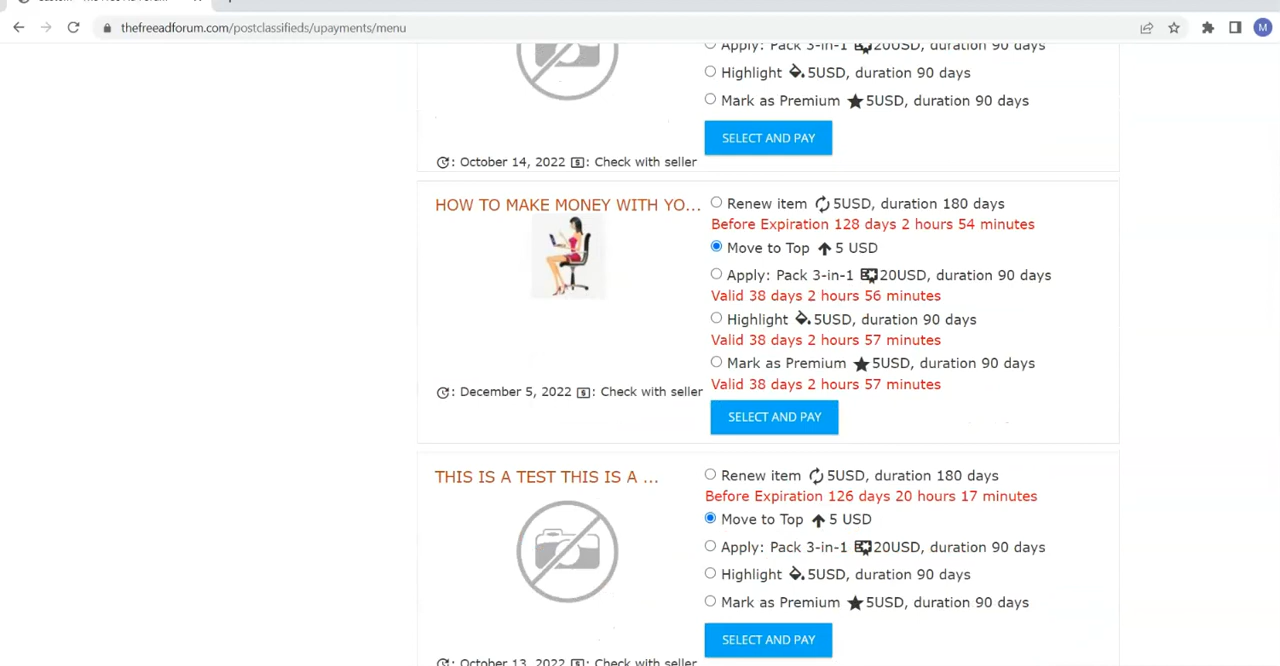 thefreeadforum.com/postclassifieds/upayments/menu
M
Apply: Pack 3-in-1 20USD, duration 90 days
Highlight 5USD, duration 90 days
Mark as Premium 5USD, duration 90 days
SELECT AND PAY
: October 14, 2022 : Check with seller
HOW TO MAKE MONEY WITH YO...
Renew item 5USD, duration 180 days
Before Expiration 128 days 2 hours 54 minutes
Move to Top 5 USD
Apply: Pack 3-in-1 20USD, duration 90 days
Valid 38 days 2 hours 56 minutes
Highlight 5USD, duration 90 days
Valid 38 days 2 hours 57 minutes
Mark as Premium 5USD, duration 90 days
Valid 38 days 2 hours 57 minutes
: December 5, 2022 : Check with seller
SELECT AND PAY
THIS IS A TEST THIS IS A ...
Renew item 5USD, duration 180 days
Before Expiration 126 days 20 hours 17 minutes
Move to Top 5 USD
Apply: Pack 3-in-1 20USD, duration 90 days
Highlight 5USD, duration 90 days
Mark as Premium 5USD, duration 90 days
SELECT AND PAY
: October 13, 2022 : Check with seller